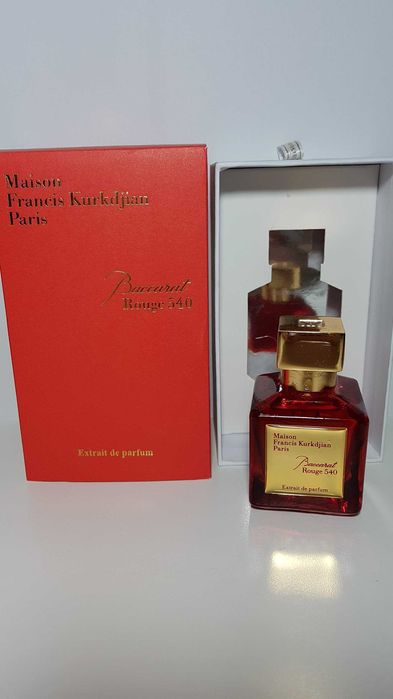 Maison
Francis Kurkdjian
Paris
Baccarat
Rouge 540
Extrait de parfum
Maison
Francis Kurkdjian
Paris
Baccarat
Rouge 540
Extrait de parfum